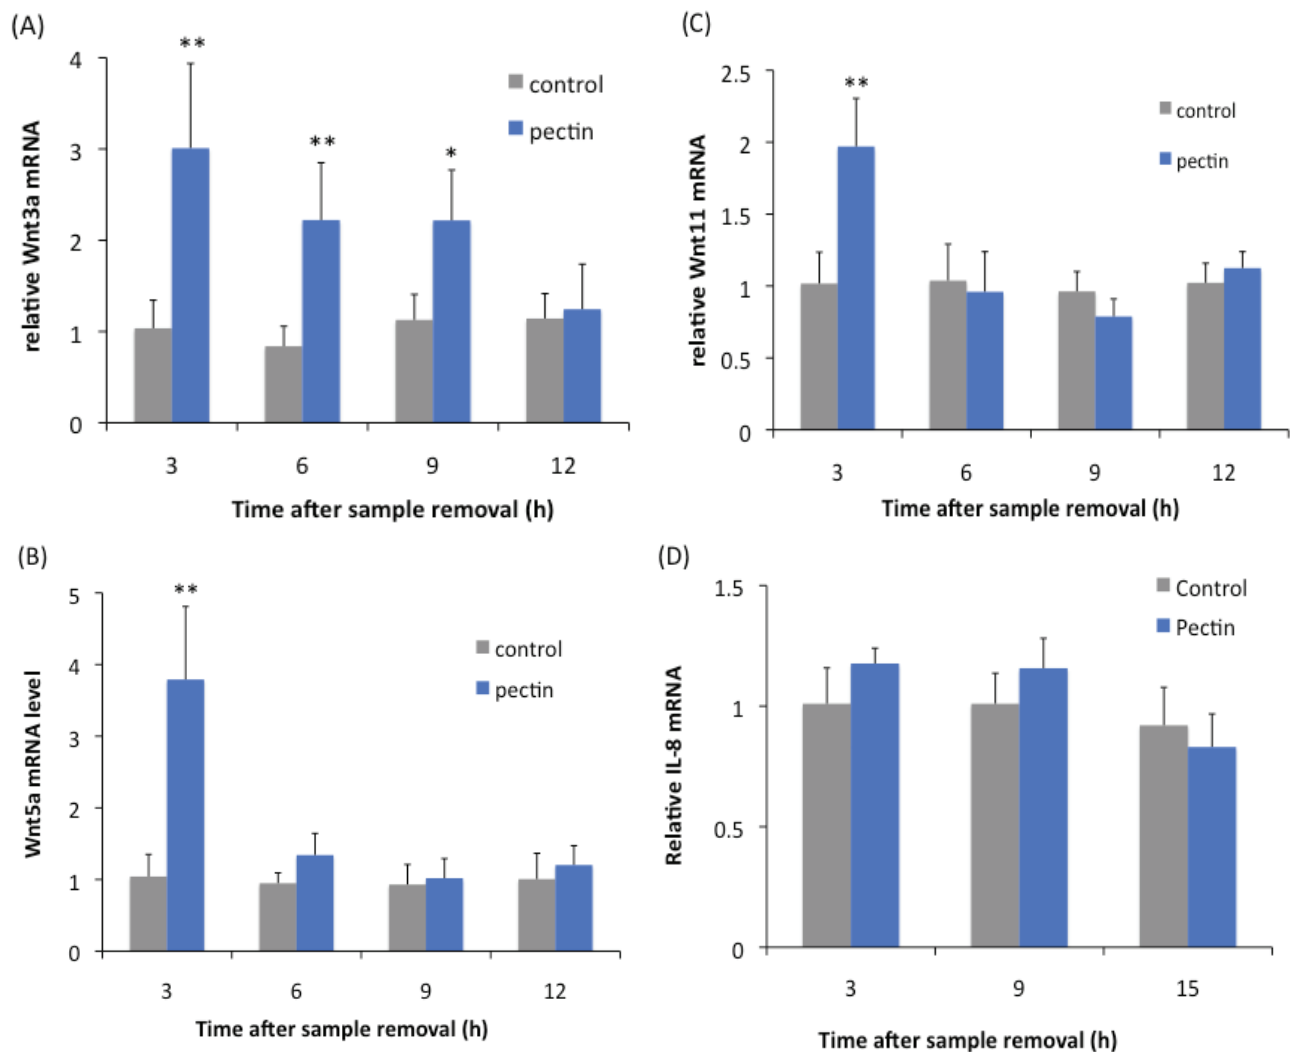 (A)
**
4
control
pectin
3
**
*
2
1
0
relative Wnt3a mRNA
3 6 9 12
Time after sample removal (h)
(C)
2.5
**
control
2
pectin
1.5
1
0.5
0
relative Wnt11 mRNA
3 6 9 12
Time after sample removal (h)
(B)
5
**
control
4
pectin
3
2
1
0
Wnt5a mRNA level
3 6 9 12
Time after sample removal (h)
(D)
1.5
Control
Pectin
1
0.5
0
Relative IL-8 mRNA
3 9 15
Time after sample removal (h)